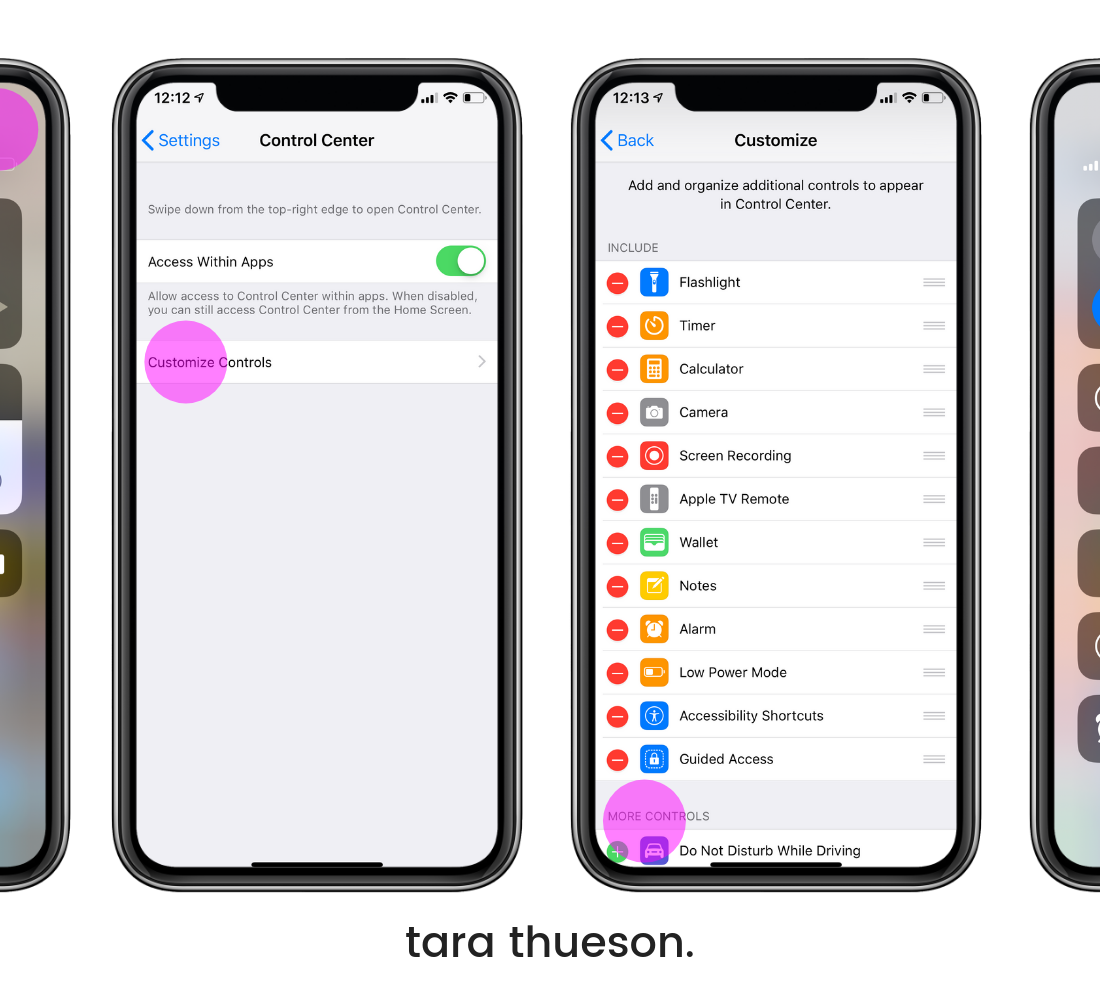 12:12
Settings
Control Center
Swipe down from the top-right edge to open Control Center.
Access Within Apps
Allow access to Control Center within apps. When disabled,
you can still access Control Center from the Home Screen.
Customize Controls
12:13
Back
Customize
Add and organize additional controls to appear
in Control Center.
INCLUDE
Flashlight
Timer
Calculator
Camera
Screen Recording
Apple TV Remote
Wallet
Notes
Alarm
Low Power Mode
Accessibility Shortcuts
Guided Access
MORE CONTROLS
Do Not Disturb While Driving
tara thueson.